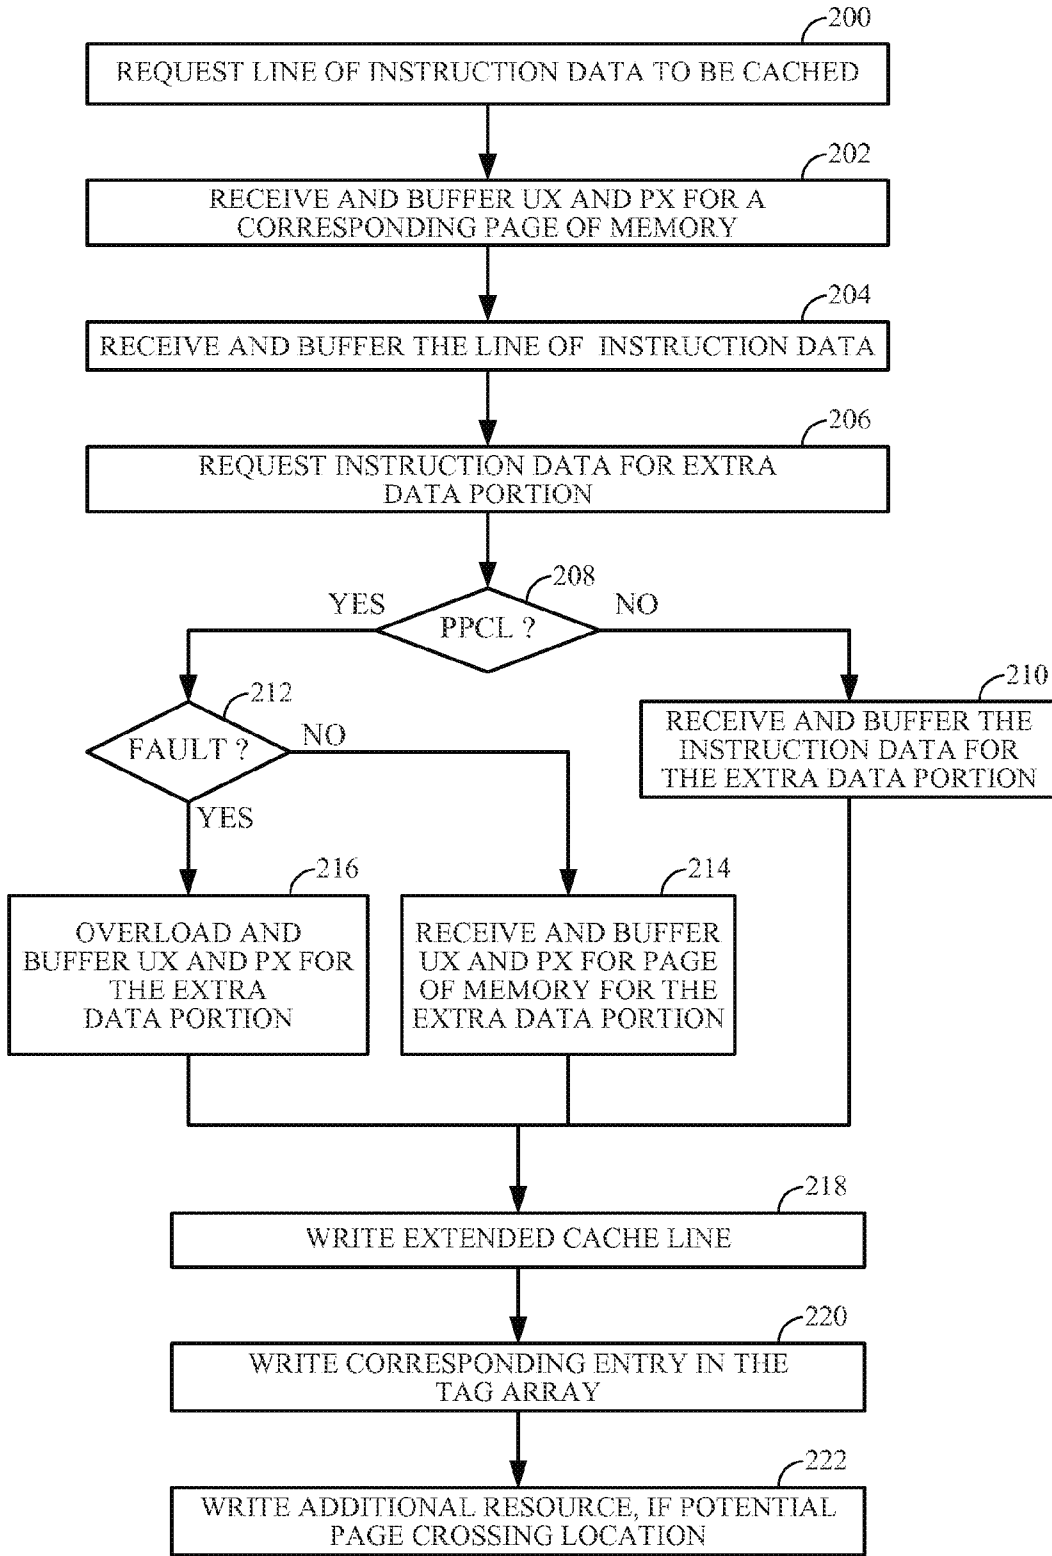 200
REQUEST LINE OF INSTRUCTION DATA TO BE CACHED
202
RECEIVE AND BUFFER UX AND PX FOR A
CORRESPONDING PAGE OF MEMORY
204
RECEIVE AND BUFFER THE LINE OF INSTRUCTION DATA
206
REQUEST INSTRUCTION DATA FOR EXTRA
DATA PORTION
208
YES
PPCL ?
NO
212
FAULT ?
NO
YES
210
RECEIVE AND BUFFER THE
INSTRUCTION DATA FOR
THE EXTRA DATA PORTION
216
OVERLOAD AND
BUFFER UX AND PX FOR
THE EXTRA
DATA PORTION
214
RECEIVE AND BUFFER
UX AND PX FOR PAGE
OF MEMORY FOR THE
EXTRA DATA PORTION
218
WRITE EXTENDED CACHE LINE
220
WRITE CORRESPONDING ENTRY IN THE
TAG ARRAY
222
WRITE ADDITIONAL RESOURCE, IF POTENTIAL
PAGE CROSSING LOCATION